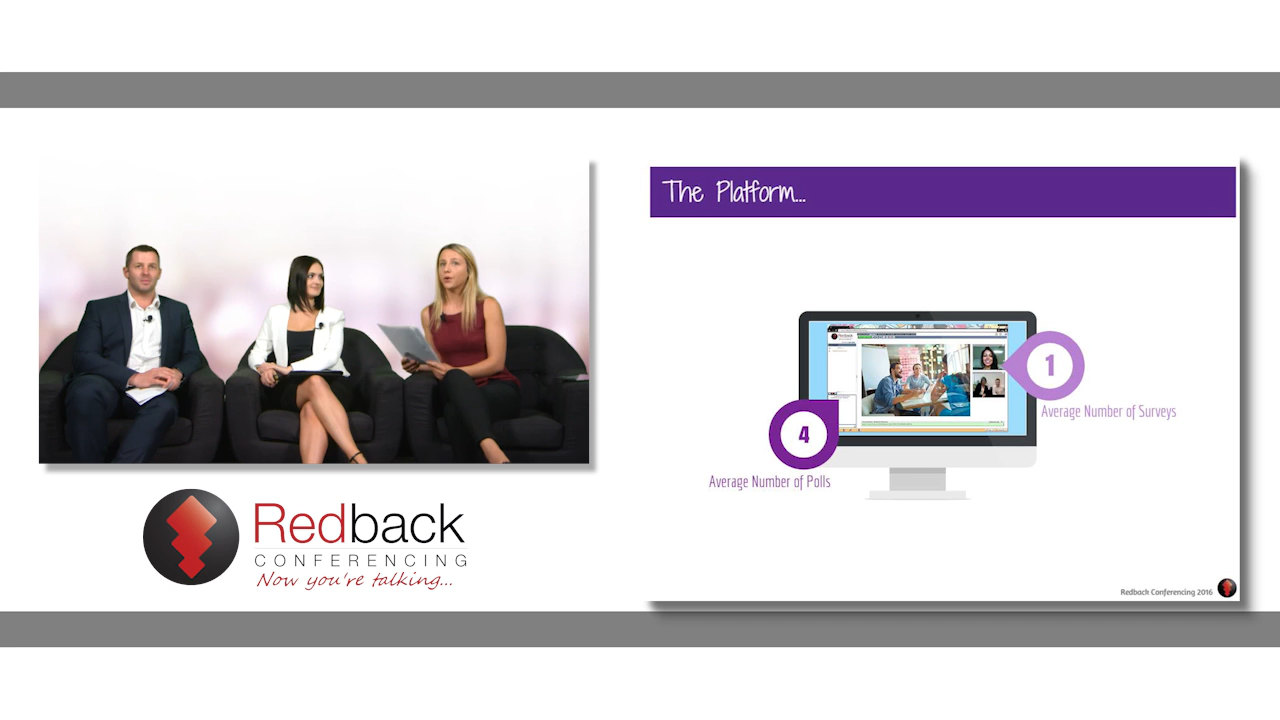 The Platform...
1
Average Number of Surveys
4
Average Number of Polls
Redback
CONFERENCING
Now you're talking...
Redback Conferencing 2016